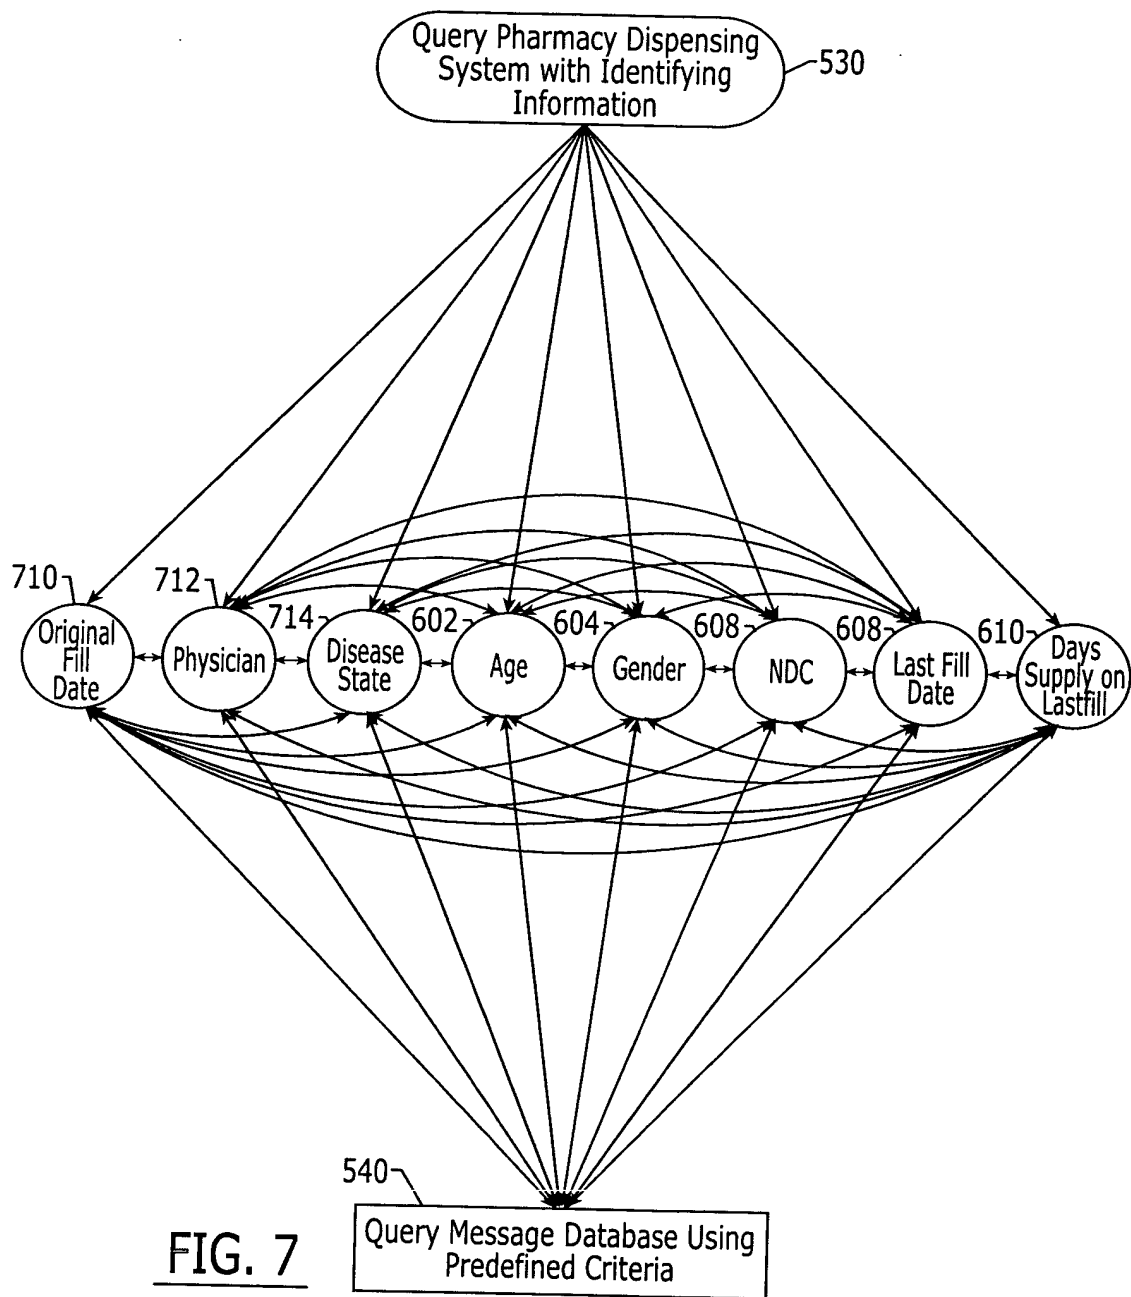 Query Pharmacy Dispensing
System with Identifying
Information
530
710
712
714
602
604
608
608
610
Original
Fill
Date
Physician
Disease
State
Age
Gender
NDC
Last Fill
Date
Days
Supply on
Lastfill
540
Query Message Database Using
Predefined Criteria
FIG. 7